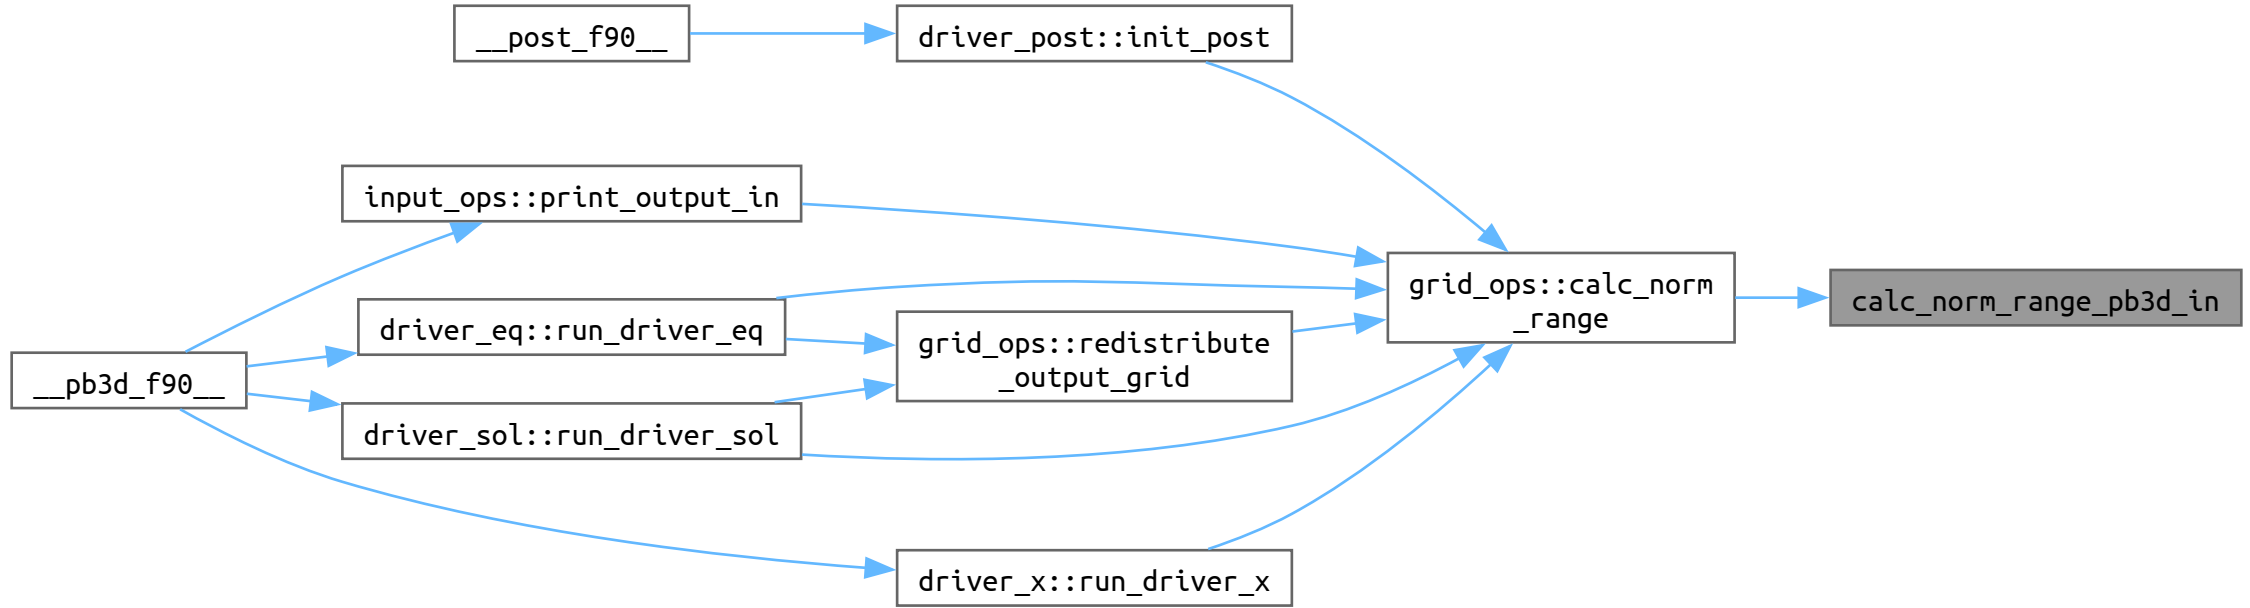 __post_f90__
driver_post::init_post
input_ops::print_output_in
grid_ops::calc_norm
_range
calc_norm_range_pb3d_in
driver_eq::run_driver_eq
grid_ops::redistribute
_output_grid
__pb3d_f90__
driver_sol::run_driver_sol
driver_x::run_driver_x